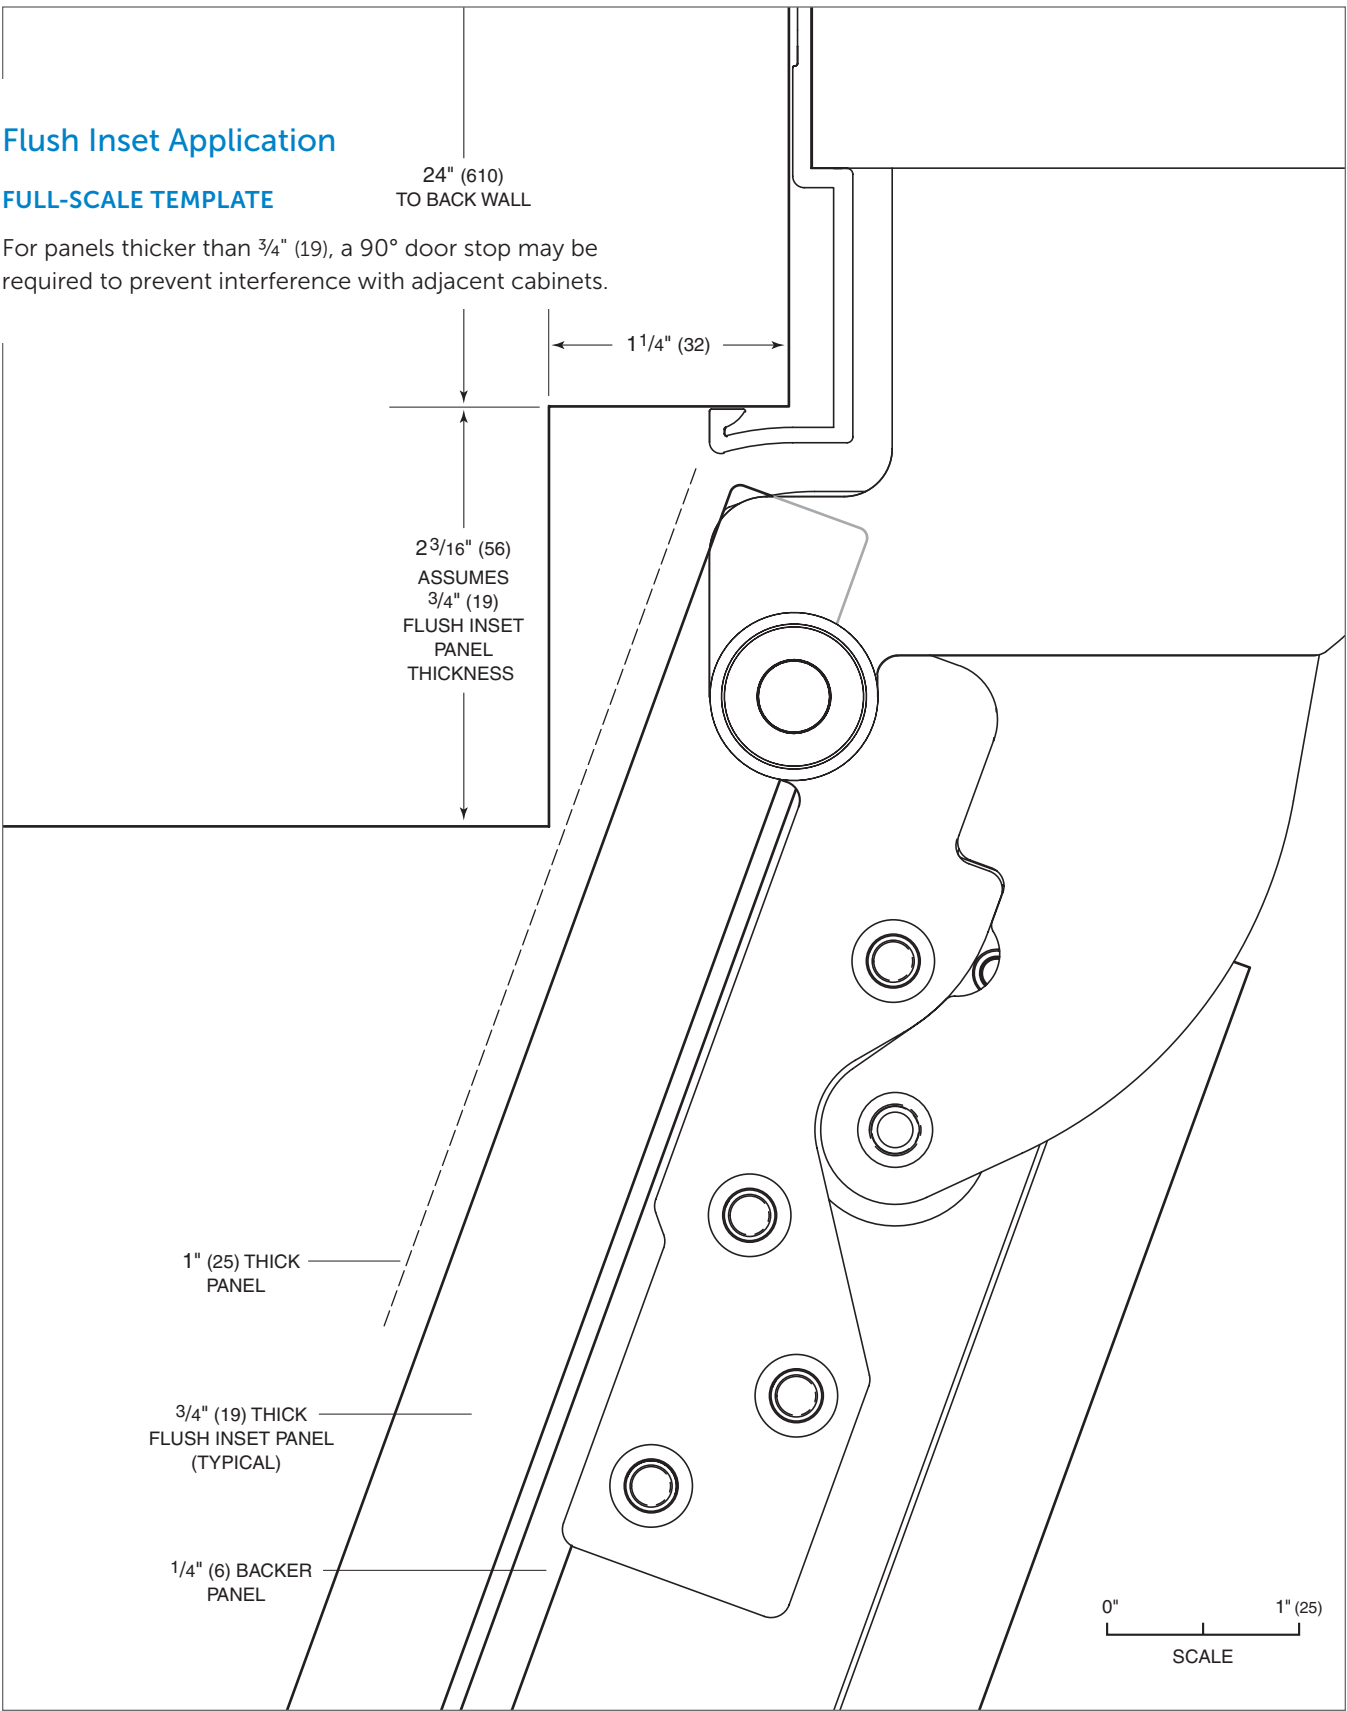 Flush Inset Application
FULL-SCALE TEMPLATE
For panels thicker than 3/4" (19), a 90° door stop may be
required to prevent interference with adjacent cabinets.
24" (610)
TO BACK WALL
1 1/4" (32)
2 3/16" (56)
ASSUMES
3/4" (19)
FLUSH INSET
PANEL
THICKNESS
1" (25) THICK
PANEL
3/4" (19) THICK
FLUSH INSET PANEL
(TYPICAL)
1/4" (6) BACKER
PANEL
0"
1" (25)
SCALE